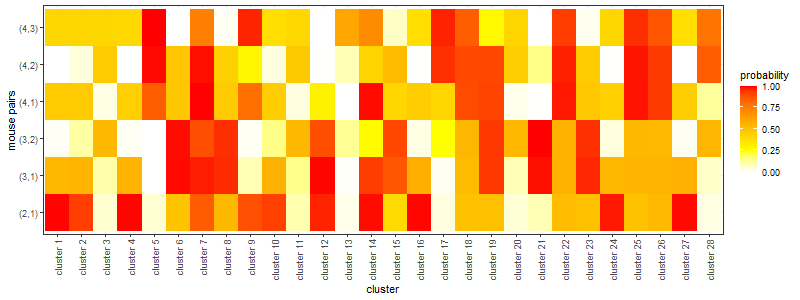 mouse pairs
(4,3)
(4,2)
(4,1)
(3,2)
(3,1)
(2,1)
cluster 1
cluster 2
cluster 3
cluster 4
cluster 5
cluster 6
cluster 7
cluster 8
cluster 9
cluster 10
cluster 11
cluster 12
cluster 13
cluster 14
cluster 15
cluster 16
cluster 17
cluster 18
cluster 19
cluster 20
cluster 21
cluster 22
cluster 23
cluster 24
cluster 25
cluster 26
cluster 27
cluster 28
cluster
probability
1.00
0.75
0.50
0.25
0.00